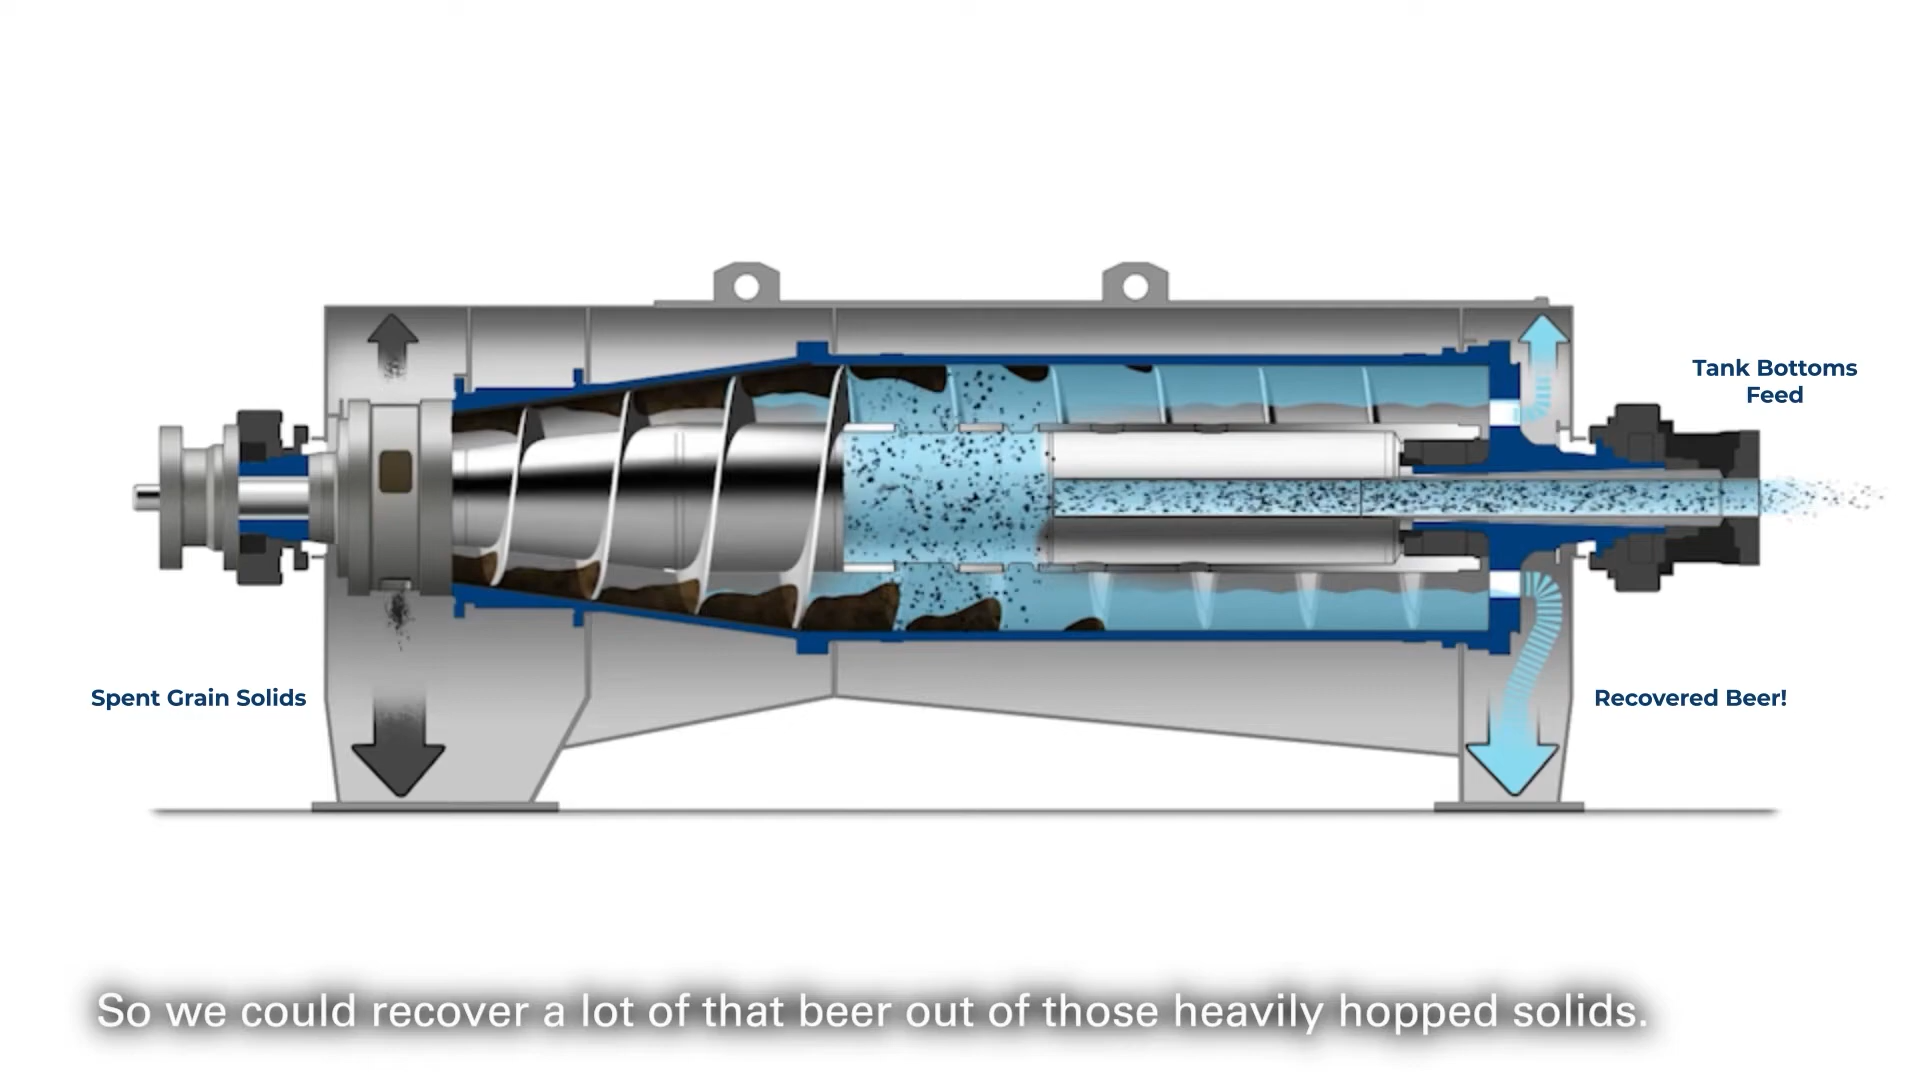 Tank Bottoms
Feed
Spent Grain Solids
Recovered Beer!
So we could recover a lot of that beer out of those heavily hopped solids.